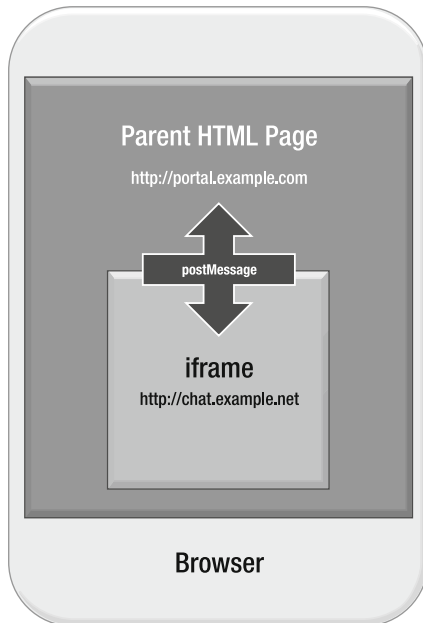 Parent HTML Page
http://portal.example.com
postMessage
iframe
http://chat.example.net
Browser